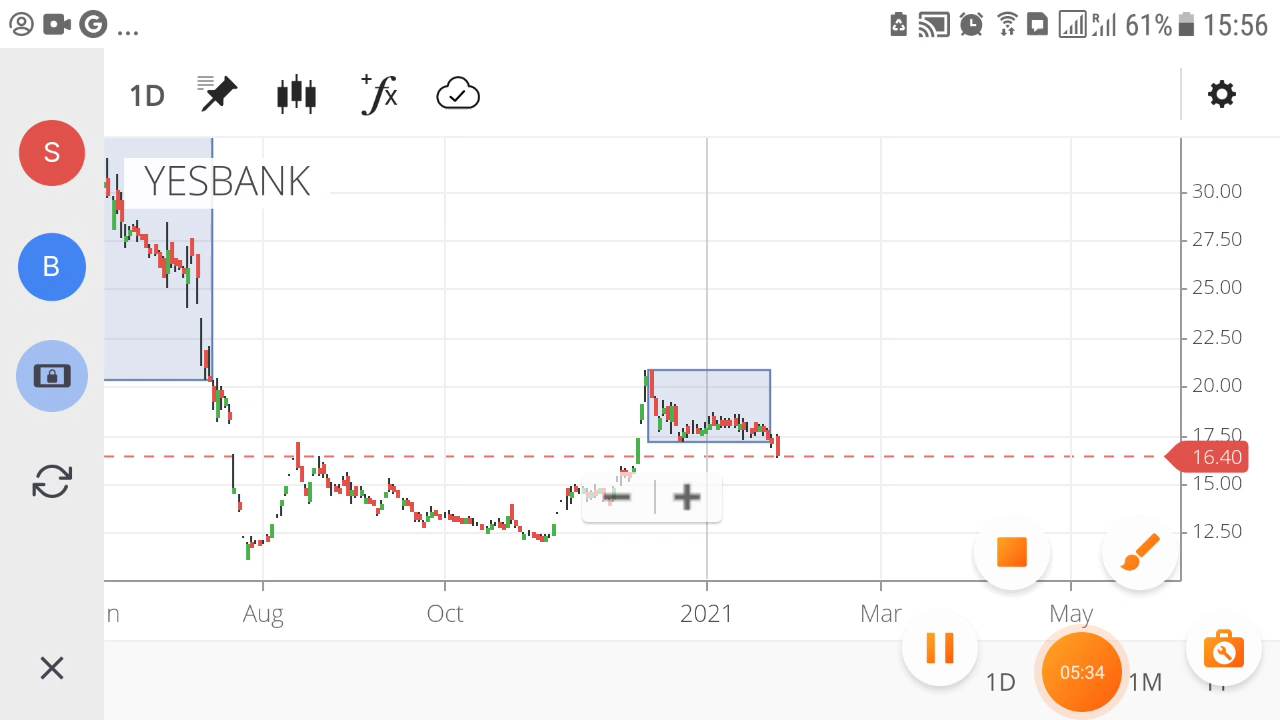 G ... R 61% 15:56
1D + fx
S
YESBANK
30.00
27.50
B
25.00
22.50
20.00
17.50
16.40
15.00
12.50
n Aug Oct 2021 Mar May
1D 05:34 1M